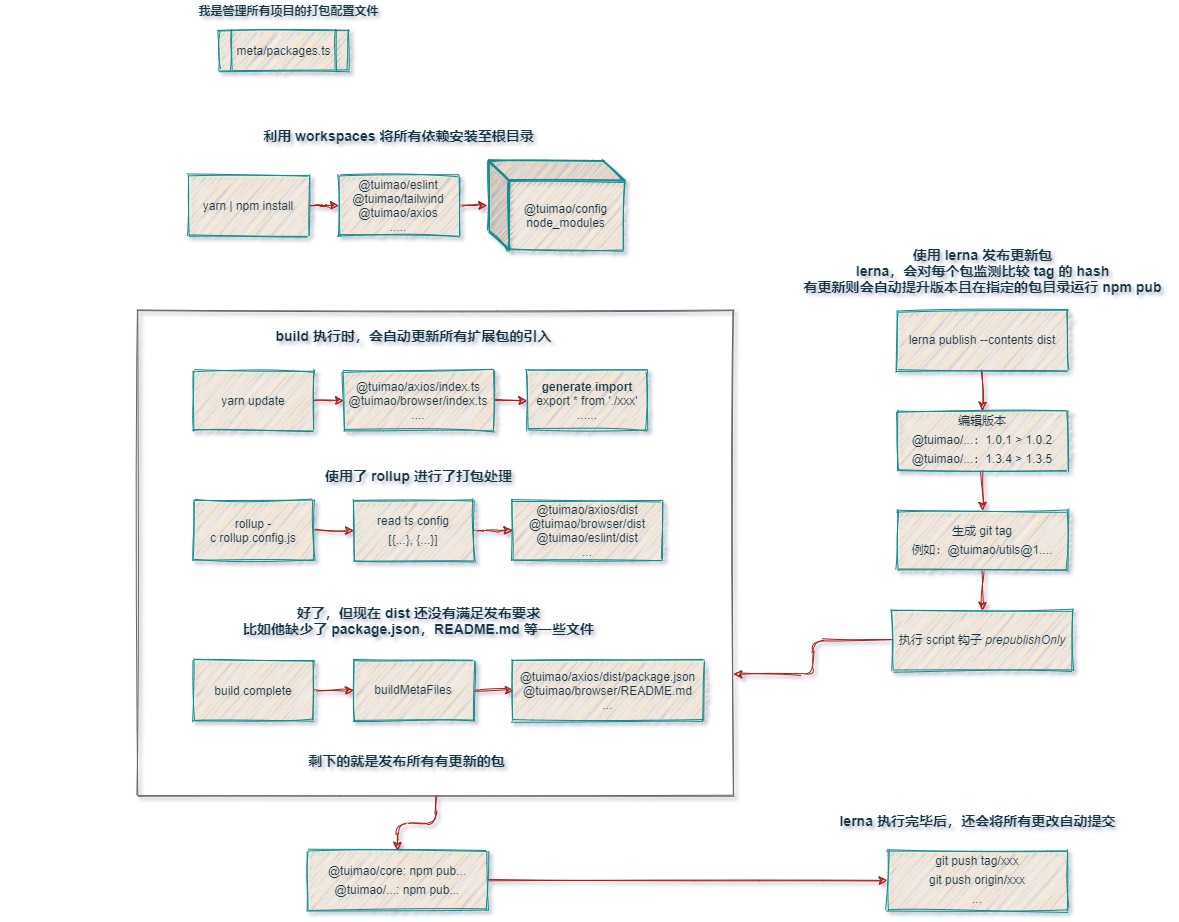 我是管理所有项目的打包配置文件
meta/packages.ts
利用 workspaces 将所有依赖安装至根目录
yarn | npm install
@tuimao/eslint
@tuimao/tailwind
@tuimao/axios
.....
@tuimao/config
node_modules
使用 lerna 发布更新包
lerna，会对每个包监测比较 tag 的 hash
有更新则会自动提升版本且在指定的包目录运行 npm pub
lerna publish --contents dist
编辑版本
@tuimao/...：1.0.1 > 1.0.2
@tuimao/...：1.3.4 > 1.3.5
生成 git tag
例如：@tuimao/utils@1....
执行 script 钩子 prepublishOnly
build 执行时，会自动更新所有扩展包的引入
yarn update
@tuimao/axios/index.ts
@tuimao/browser/index.ts
....
generate import
export * from './xxx'
......
使用了 rollup 进行了打包处理
rollup -
c rollup.config.js
read ts config
[{...}, {...}]
@tuimao/axios/dist
@tuimao/browser/dist
@tuimao/eslint/dist
...
好了，但现在 dist 还没有满足发布要求
比如他缺少了 package.json，README.md 等一些文件
build complete
buildMetaFiles
@tuimao/axios/dist/package.json
@tuimao/browser/README.md
...
剩下的就是发布所有有更新的包
@tuimao/core: npm pub...
@tuimao/...: npm pub...
lerna 执行完毕后，还会将所有更改自动提交
git push tag/xxx
git push origin/xxx
...